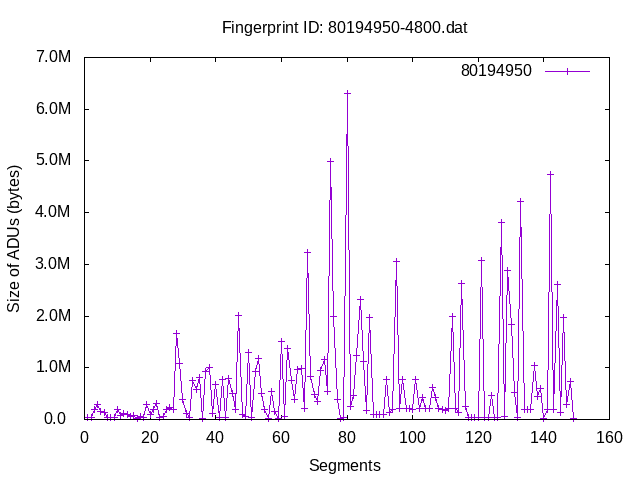 Fingerprint ID: 80194950-4800.dat
7.0M
80194950
6.0M
5.0M
4.0M
3.0M
2.0M
1.0M
0.0
Size of ADUs (bytes)
0 20 40 60 80 100 120 140 160
Segments